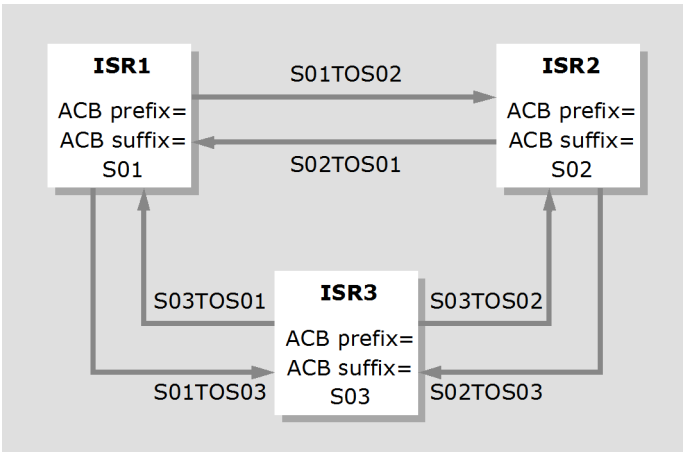 ISR1
ACB prefix=
ACB suffix=
S01
S01TOS02
S02TOS01
ISR2
ACB prefix=
ACB suffix=
S02
S03TOS01
S01TOS03
ISR3
ACB prefix=
ACB suffix=
S03
S03TOS02
S02TOS03